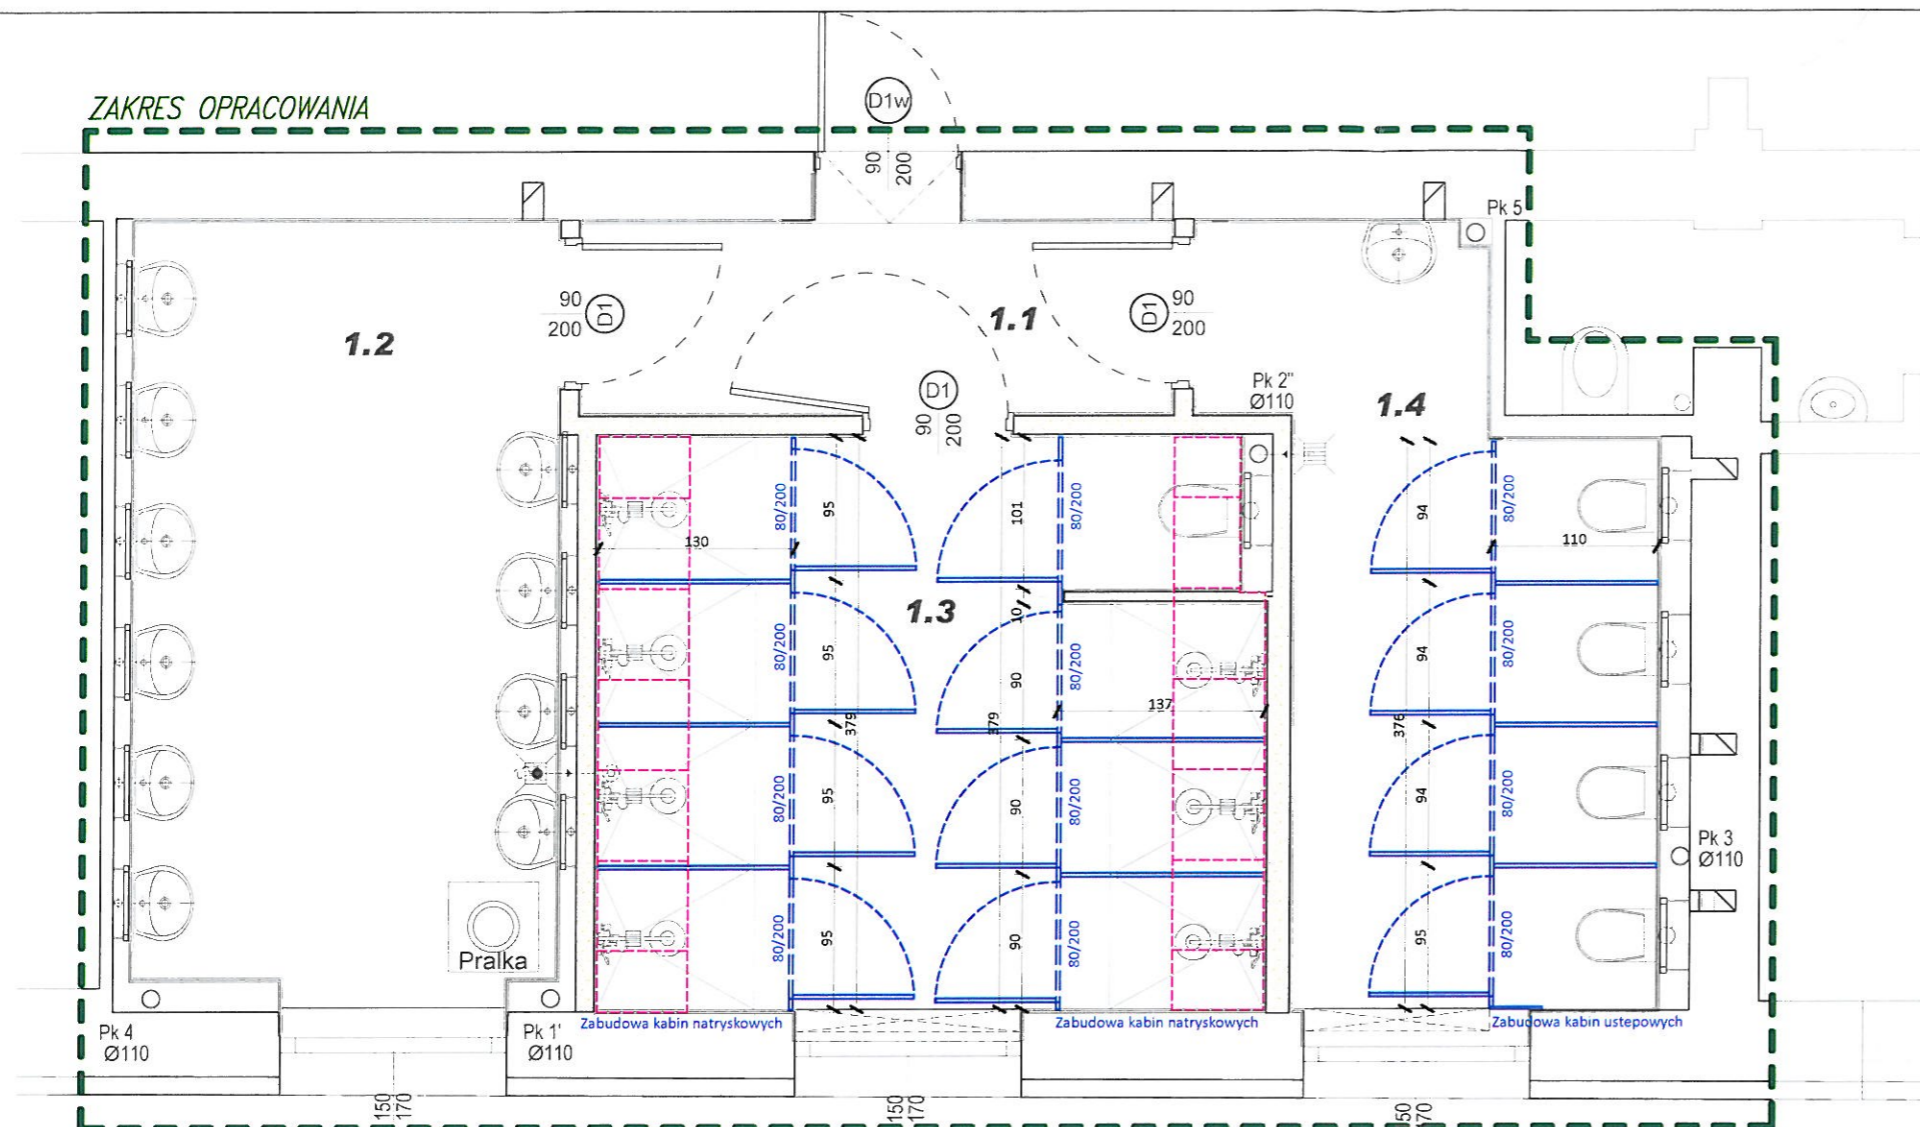 ZAKRES OPRACOWANIA
D1w
90
200
Pk 5
90
200
D1
1.2
1.1
D1
90
200
D1
90
200
Pk 2"
Ø110
1.4
80/200
95
101
80/200
94
80/200
130
110
1.3
10
80/200
95
90
80/200
94
80/200
379
379
137
376
80/200
95
90
80/200
94
80/200
Pk 3
Ø110
80/200
95
90
80/200
95
80/200
Pralka
Pk 4
Ø110
Pk 1'
Ø110
Zabudowa kabin natryskowych
Zabudowa kabin natryskowych
Zabudowa kabin ustepowych
150
170
150
170
50
70